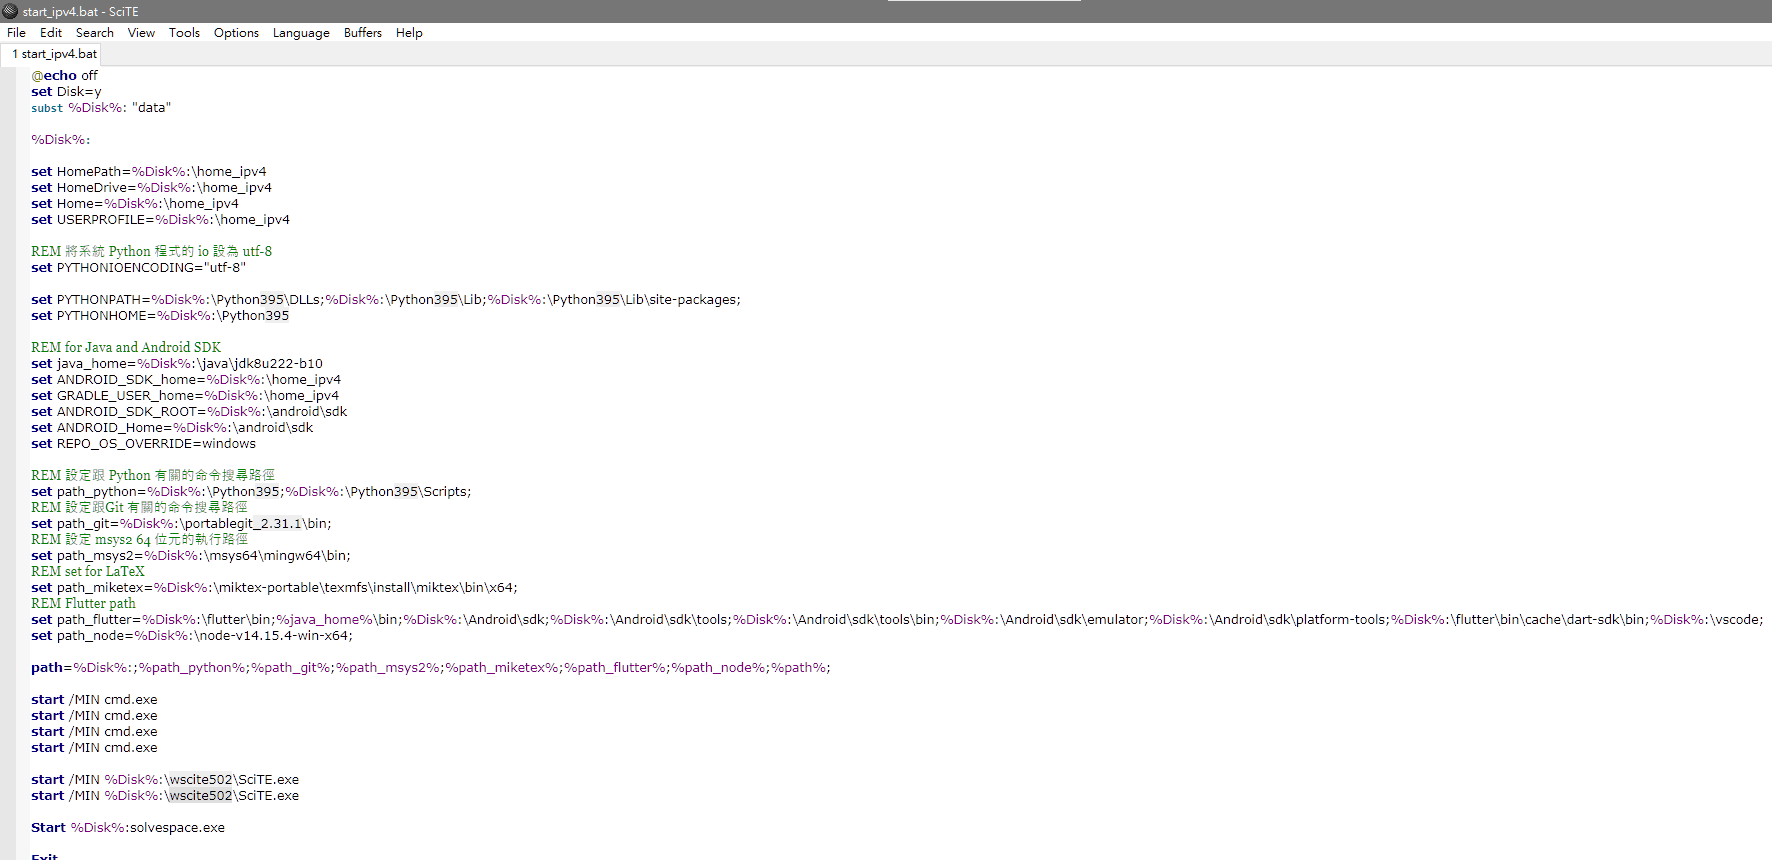 start_ipv4.bat - SciTE
File Edit Search View Tools Options Language Buffers Help
1 start_ipv4.bat
@echo off
set Disk=y
subst %Disk%: "data"
%Disk%:
set HomePath=%Disk%:\home_ipv4
set HomeDrive=%Disk%:\home_ipv4
set Home=%Disk%:\home_ipv4
set USERPROFILE=%Disk%:\home_ipv4
REM 將系統 Python 程式的 io 設為 utf-8
set PYTHONIOENCODING="utf-8"
set PYTHONPATH=%Disk%:\Python395\DLLs;%Disk%:\Python395\Lib;%Disk%:\Python395\Lib\site-packages;
set PYTHONHOME=%Disk%:\Python395
REM for Java and Android SDK
set java_home=%Disk%:\java\jdk8u222-b10
set ANDROID_SDK_home=%Disk%:\home_ipv4
set GRADLE_USER_home=%Disk%:\home_ipv4
set ANDROID_SDK_ROOT=%Disk%:\android\sdk
set ANDROID_Home=%Disk%:\android\sdk
set REPO_OS_OVERRIDE=windows
REM 設定跟 Python 有關的命令搜尋路徑
set path_python=%Disk%:\Python395;%Disk%:\Python395\Scripts;
REM 設定跟Git 有關的命令搜尋路徑
set path_git=%Disk%:\portablegit_2.31.1\bin;
REM 設定 msys2 64 位元的執行路徑
set path_msys2=%Disk%:\msys64\mingw64\bin;
REM set for LaTeX
set path_miketex=%Disk%:\miktex-portable\texmfs\install\miktex\bin\x64;
REM Flutter path
set path_flutter=%Disk%:\flutter\bin;%java_home%\bin;%Disk%:\Android\sdk;%Disk%:\Android\sdk\tools;%Disk%:\Android\sdk\tools\bin;%Disk%:\Android\sdk\emulator;%Disk%:\Android\sdk\platform-tools;%Disk%:\flutter\bin\cache\dart-sdk\bin;%Disk%:\vscode;
set path_node=%Disk%:\node-v14.15.4-win-x64;
path=%Disk%:;%path_python%;%path_git%;%path_msys2%;%path_miketex%;%path_flutter%;%path_node%;%path%;
start /MIN cmd.exe
start /MIN cmd.exe
start /MIN cmd.exe
start /MIN cmd.exe
start /MIN %Disk%:\wscite502\SciTE.exe
start /MIN %Disk%:\wscite502\SciTE.exe
Start %Disk%:solvespace.exe
Exit